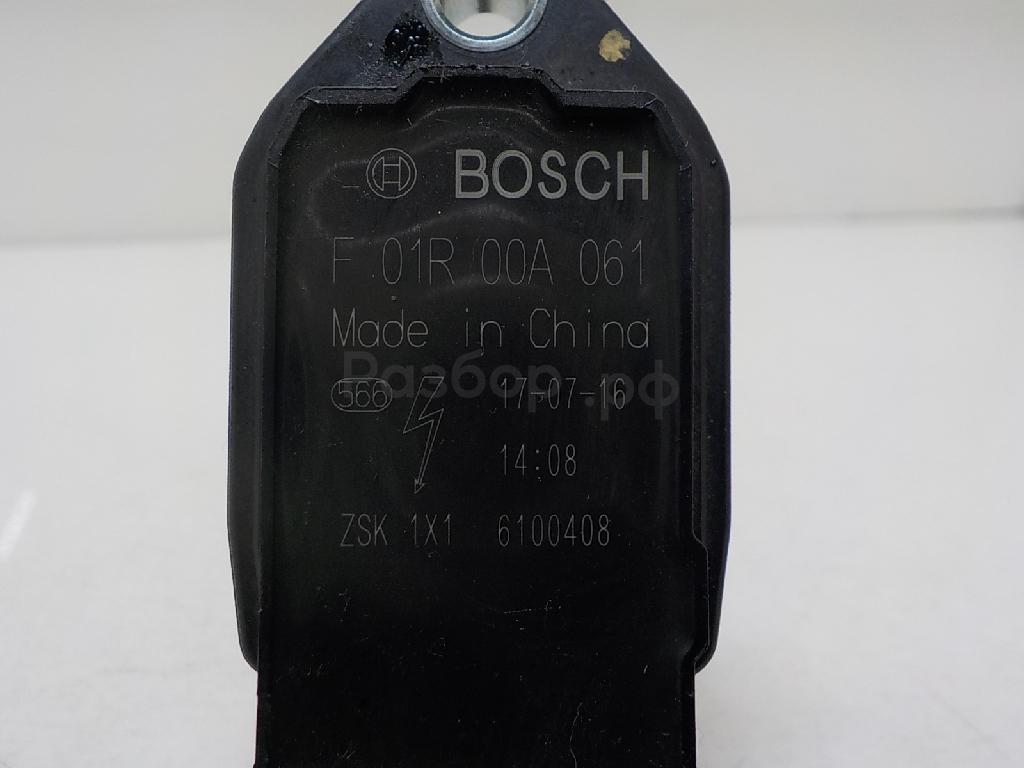 BOSCH
F 01R 00A 061
Made in China
Разбор.рф
566 17-07-16
14:08
ZSK 1X1 6100408